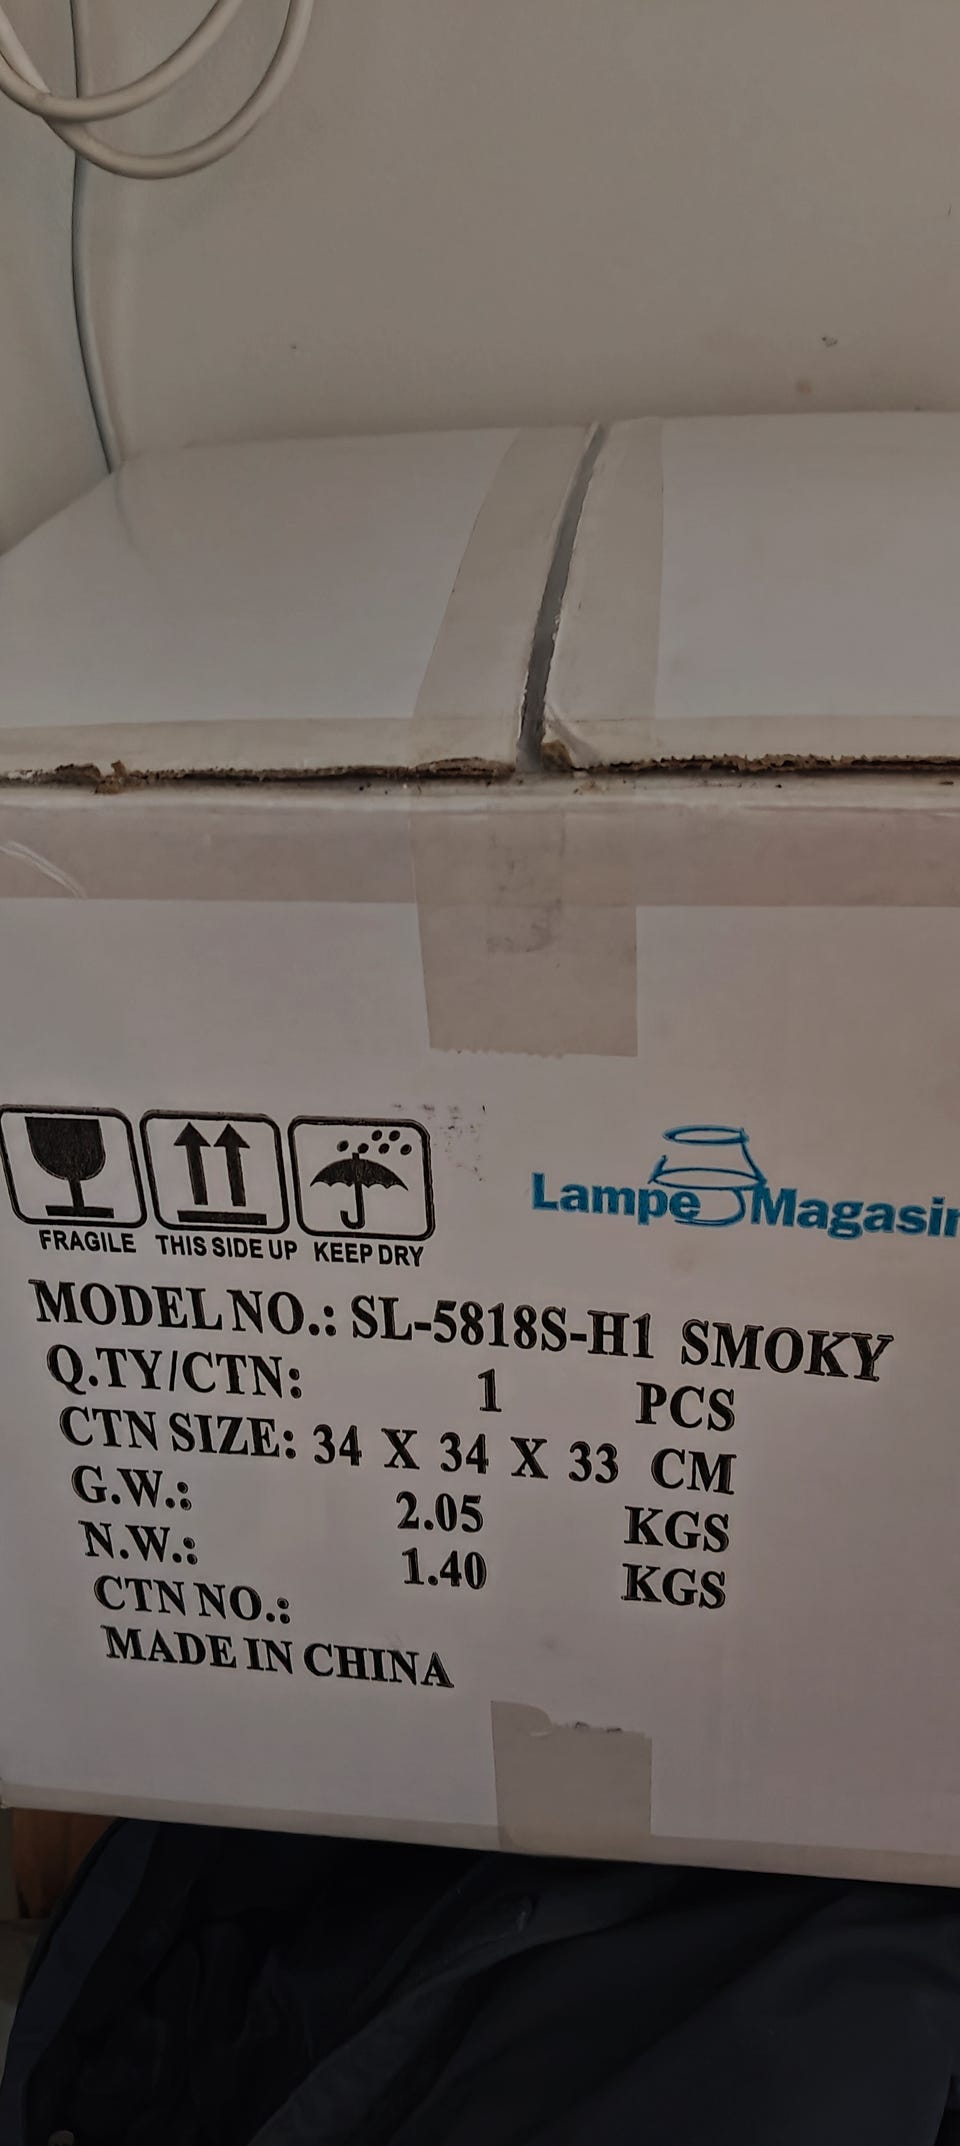 FRAGILE THIS SIDE UP KEEP DRY
Lampe Magasin
MODEL NO.: SL-5818S-H1 SMOKY
Q.TY/CTN: 1 PCS
CTN SIZE: 34 X 34 X 33 CM
G.W.: 2.05 KGS
N.W.: 1.40 KGS
CTN NO.:
MADE IN CHINA